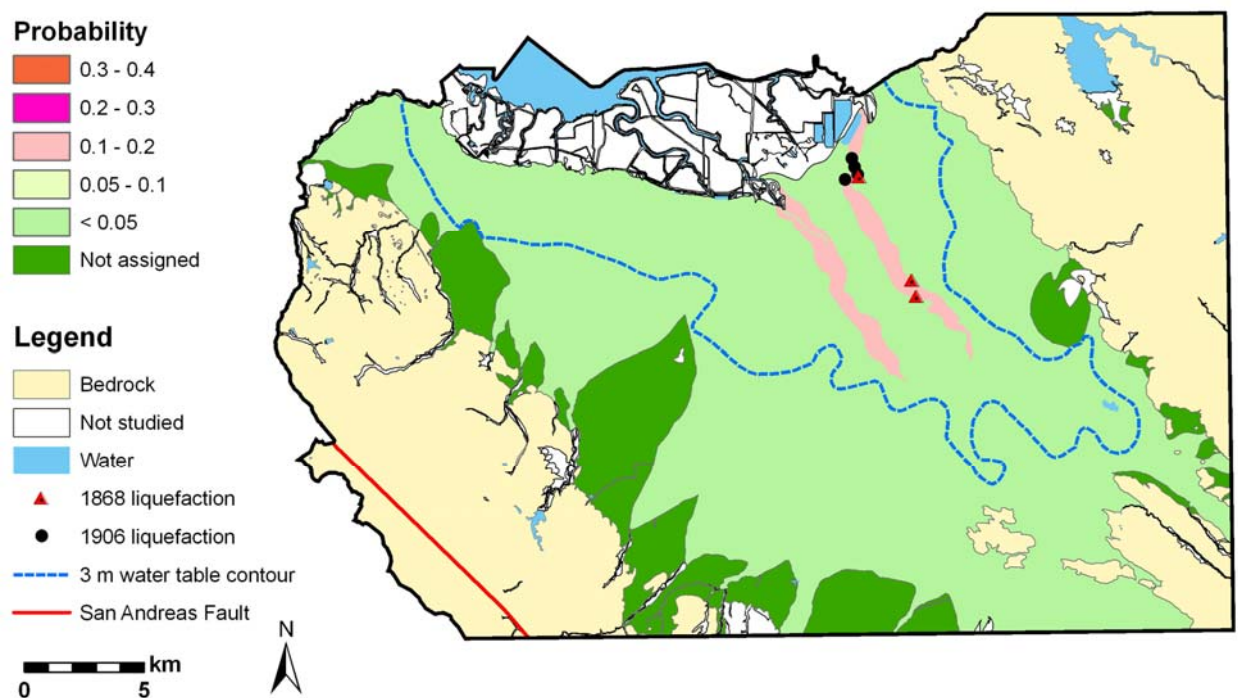 Probability
0.3 - 0.4
0.2 - 0.3
0.1 - 0.2
0.05 - 0.1
< 0.05
Not assigned
Legend
Bedrock
Not studied
Water
1868 liquefaction
1906 liquefaction
3 m water table contour
San Andreas Fault
km
0 5
N